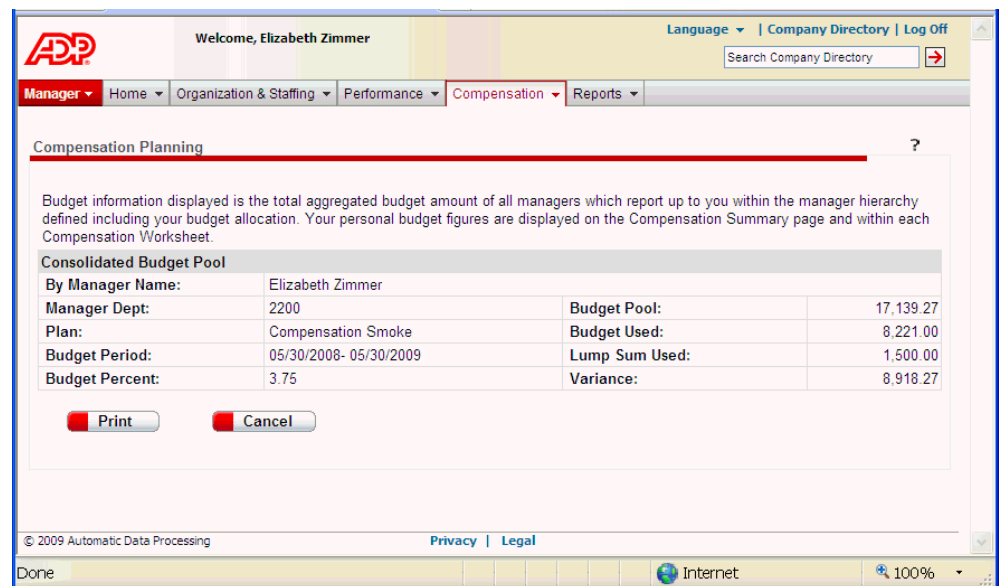 ADP
Welcome, Elizabeth Zimmer
Language | Company Directory | Log Off
Search Company Directory
Manager Home Organization & Staffing Performance Compensation Reports
Compensation Planning ?
Budget information displayed is the total aggregated budget amount of all managers which report up to you within the manager hierarchy
defined including your budget allocation. Your personal budget figures are displayed on the Compensation Summary page and within each
Compensation Worksheet.
Consolidated Budget Pool
By Manager Name: Elizabeth Zimmer
Manager Dept: 2200 Budget Pool: 17,139.27
Plan: Compensation Smoke Budget Used: 8,221.00
Budget Period: 05/30/2008- 05/30/2009 Lump Sum Used: 1,500.00
Budget Percent: 3.75 Variance: 8,918.27
Print Cancel
© 2009 Automatic Data Processing Privacy | Legal
Done Internet 100%